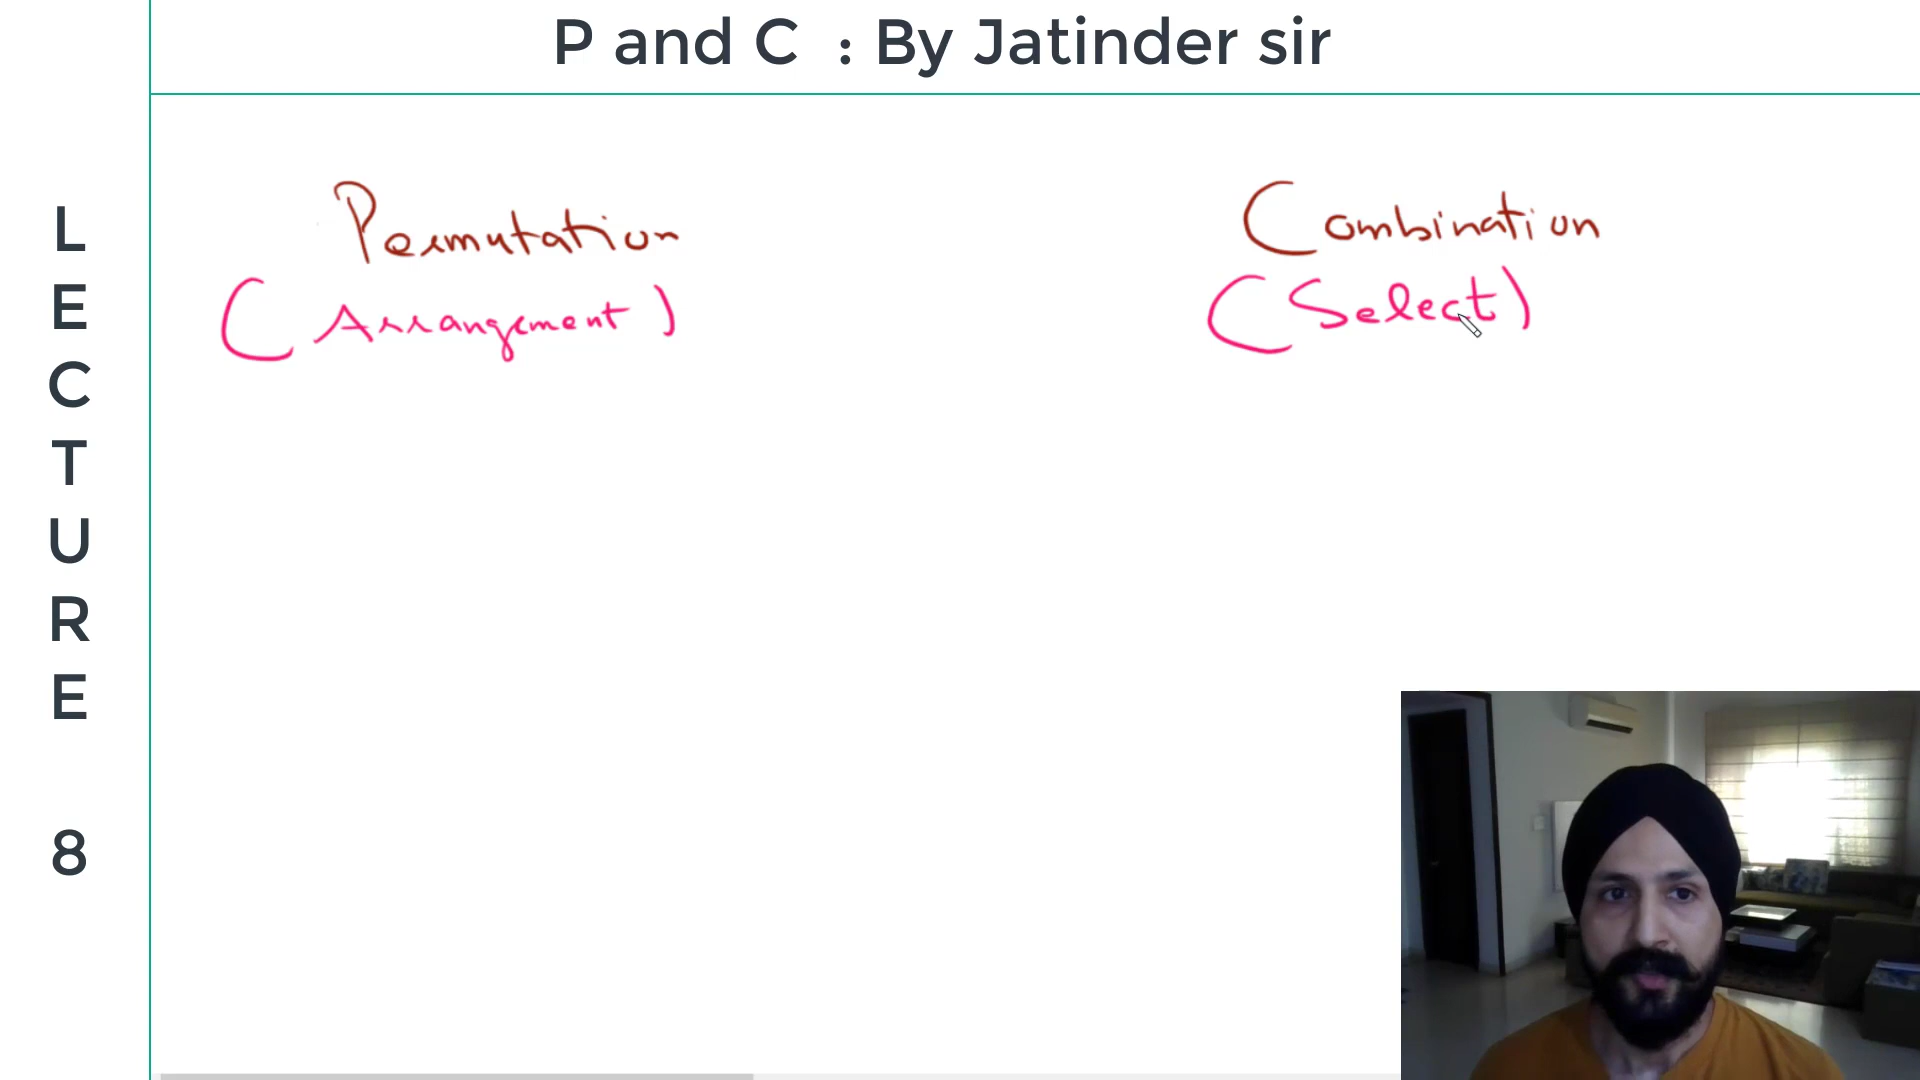 P and C : By Jatinder sir
LECTURE 8
Permutation
(Arrangement)
Combination
(Select)